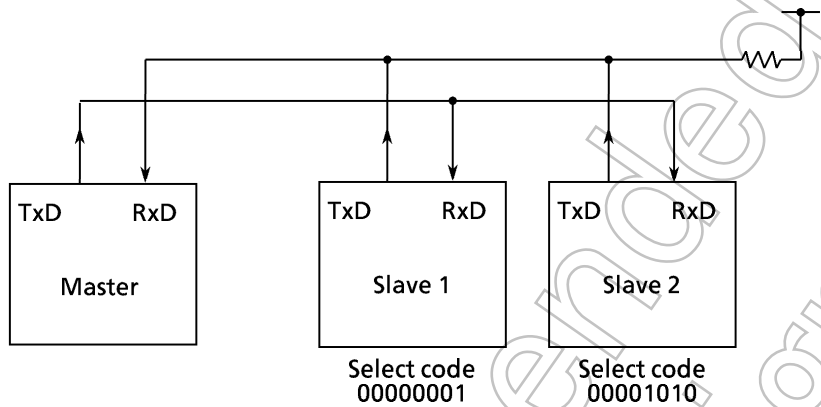 TxD RxD
Master
TxD RxD
Slave 1
Select code
00000001
TxD RxD
Slave 2
Select code
00001010